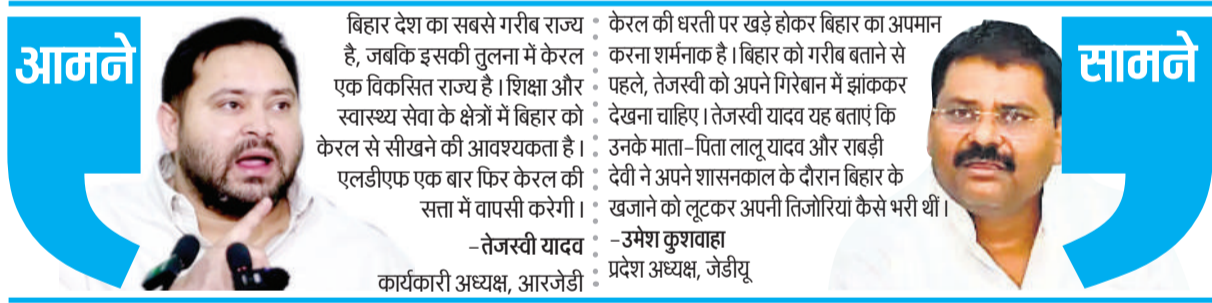 आमने
बिहार देश का सबसे गरीब राज्य
है, जबकि इसकी तुलना में केरल
एक विकसित राज्य है । शिक्षा और
स्वास्थ्य सेवा के क्षेत्रों में बिहार को
केरल से सीखने की आवश्यकता है ।
एलडीएफ एक बार फिर केरल की
सत्ता में वापसी करेगी ।
-तेजस्वी यादव
कार्यकारी अध्यक्ष, आरजेडी
केरल की धरती पर खड़े होकर बिहार का अपमान
करना शर्मनाक है । बिहार को गरीब बताने से
पहले, तेजस्वी को अपने गिरेबान में झांककर
देखना चाहिए । तेजस्वी यादव यह बताएं कि
उनके माता-पिता लालू यादव और राबड़ी
देवी ने अपने शासनकाल के दौरान बिहार के
खजाने को लूटकर अपनी तिजोरियां कैसे भरी थीं ।
-उमेश कुशवाहा
प्रदेश अध्यक्ष, जेडीयू
सामने